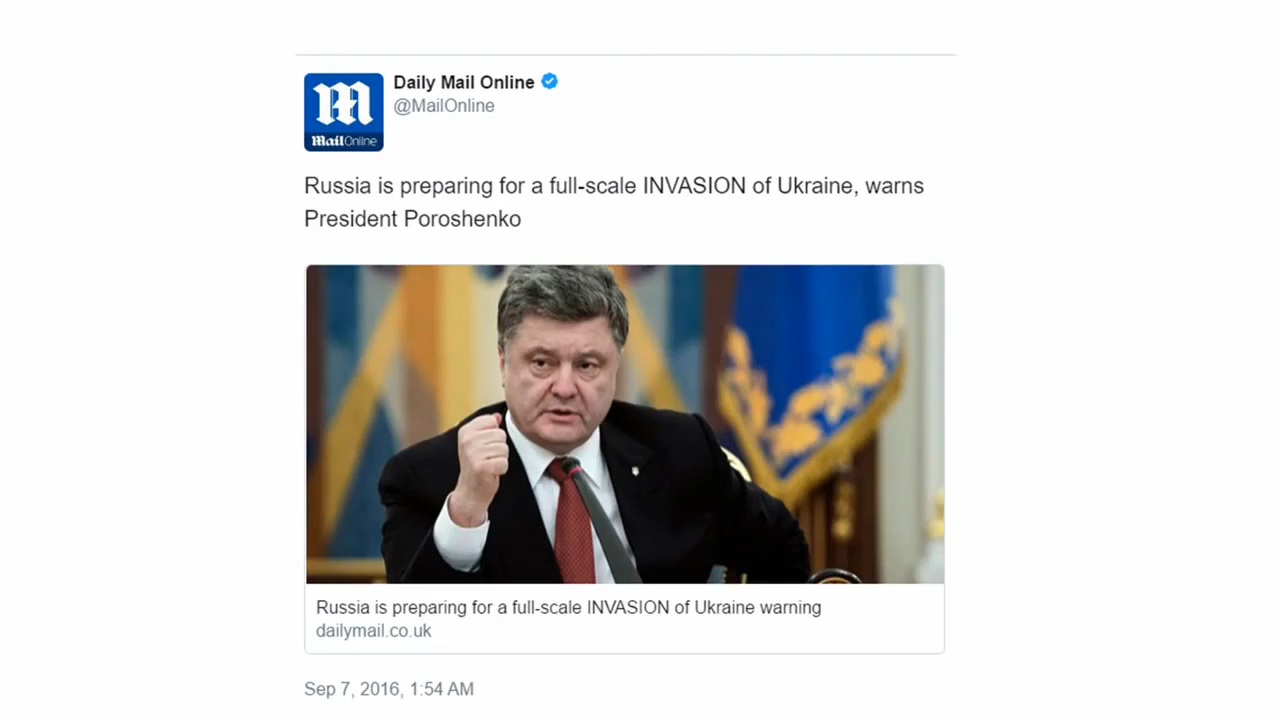 Daily Mail Online
@MailOnline
M
MailOnline
Russia is preparing for a full-scale INVASION of Ukraine, warns
President Poroshenko
Russia is preparing for a full-scale INVASION of Ukraine warning
dailymail.co.uk
Sep 7, 2016, 1:54 AM